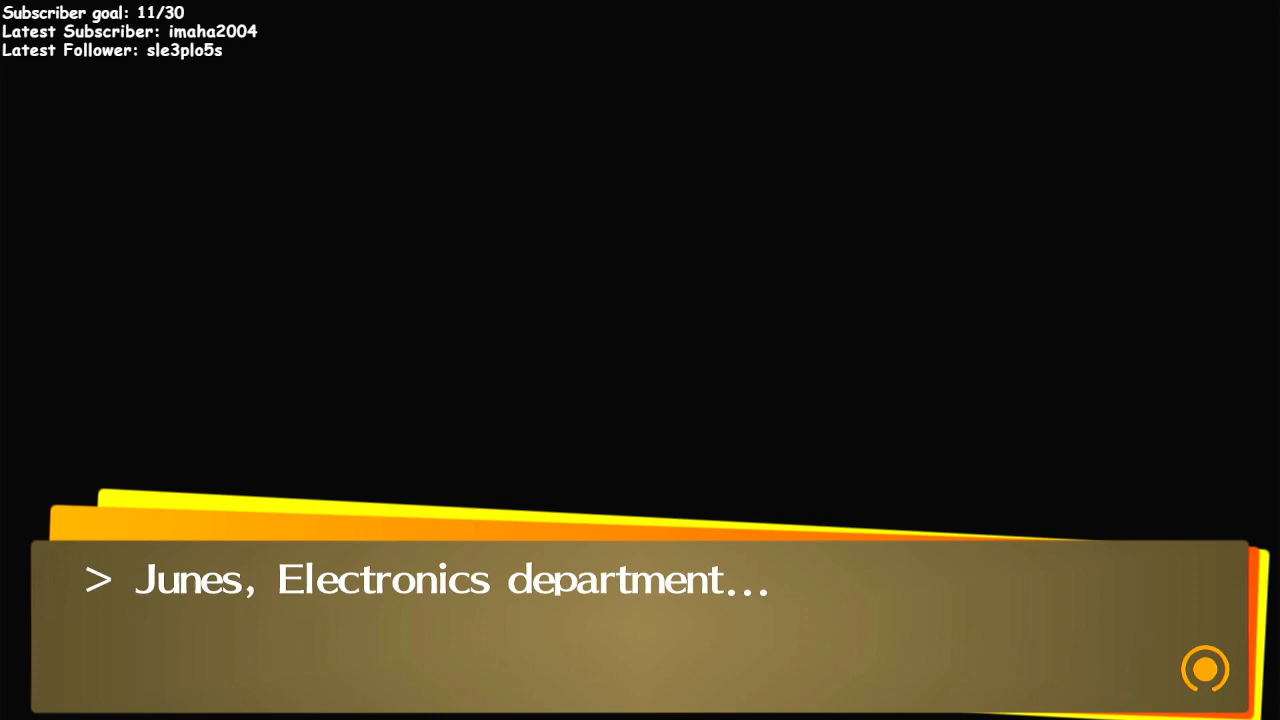 Subscriber goal: 11/30
Latest Subscriber: imaha2004
Latest Follower: sle3plo5s
> Junes, Electronics department...